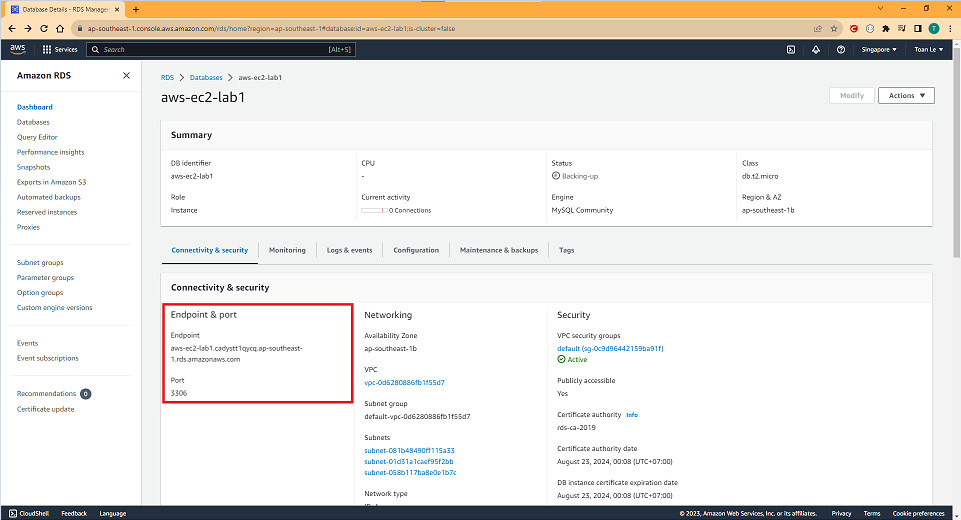 Database Details - RDS Manager
ap-southeast-1.console.aws.amazon.com/rds/home?region=ap-southeast-1#database:id=aws-ec2-lab1;is-cluster=false
aws
Services
Search
[Alt+S]
Singapore
Toan Le
Amazon RDS
Dashboard
Databases
Query Editor
Performance insights
Snapshots
Exports in Amazon S3
Automated backups
Reserved instances
Proxies
Subnet groups
Parameter groups
Option groups
Custom engine versions
Events
Event subscriptions
Recommendations 0
Certificate update
RDS > Databases > aws-ec2-lab1
aws-ec2-lab1
Modify
Actions
Summary
DB identifier
aws-ec2-lab1
CPU
-
Status
Backing-up
Class
db.t2.micro
Role
Instance
Current activity
0 Connections
Engine
MySQL Community
Region & AZ
ap-southeast-1b
Connectivity & security
Monitoring
Logs & events
Configuration
Maintenance & backups
Tags
Connectivity & security
Endpoint & port
Endpoint
aws-ec2-lab1.cadystt1qycq.ap-southeast-
1.rds.amazonaws.com
Port
3306
Networking
Availability Zone
ap-southeast-1b
VPC
vpc-0d6280886fb1f55d7
Subnet group
default-vpc-0d6280886fb1f55d7
Subnets
subnet-081b48490ff115a33
subnet-01d31a1caef95f2bb
subnet-058b117ba8e0e1b7c
Network type
Security
VPC security groups
default (sg-0c9d96442159ba91f)
Active
Publicly accessible
Yes
Certificate authority Info
rds-ca-2019
Certificate authority date
August 23, 2024, 00:08 (UTC+07:00)
DB instance certificate expiration date
August 23, 2024, 00:08 (UTC+07:00)
CloudShell
Feedback
Language
© 2023, Amazon Web Services, Inc. or its affiliates.
Privacy
Terms
Cookie preferences